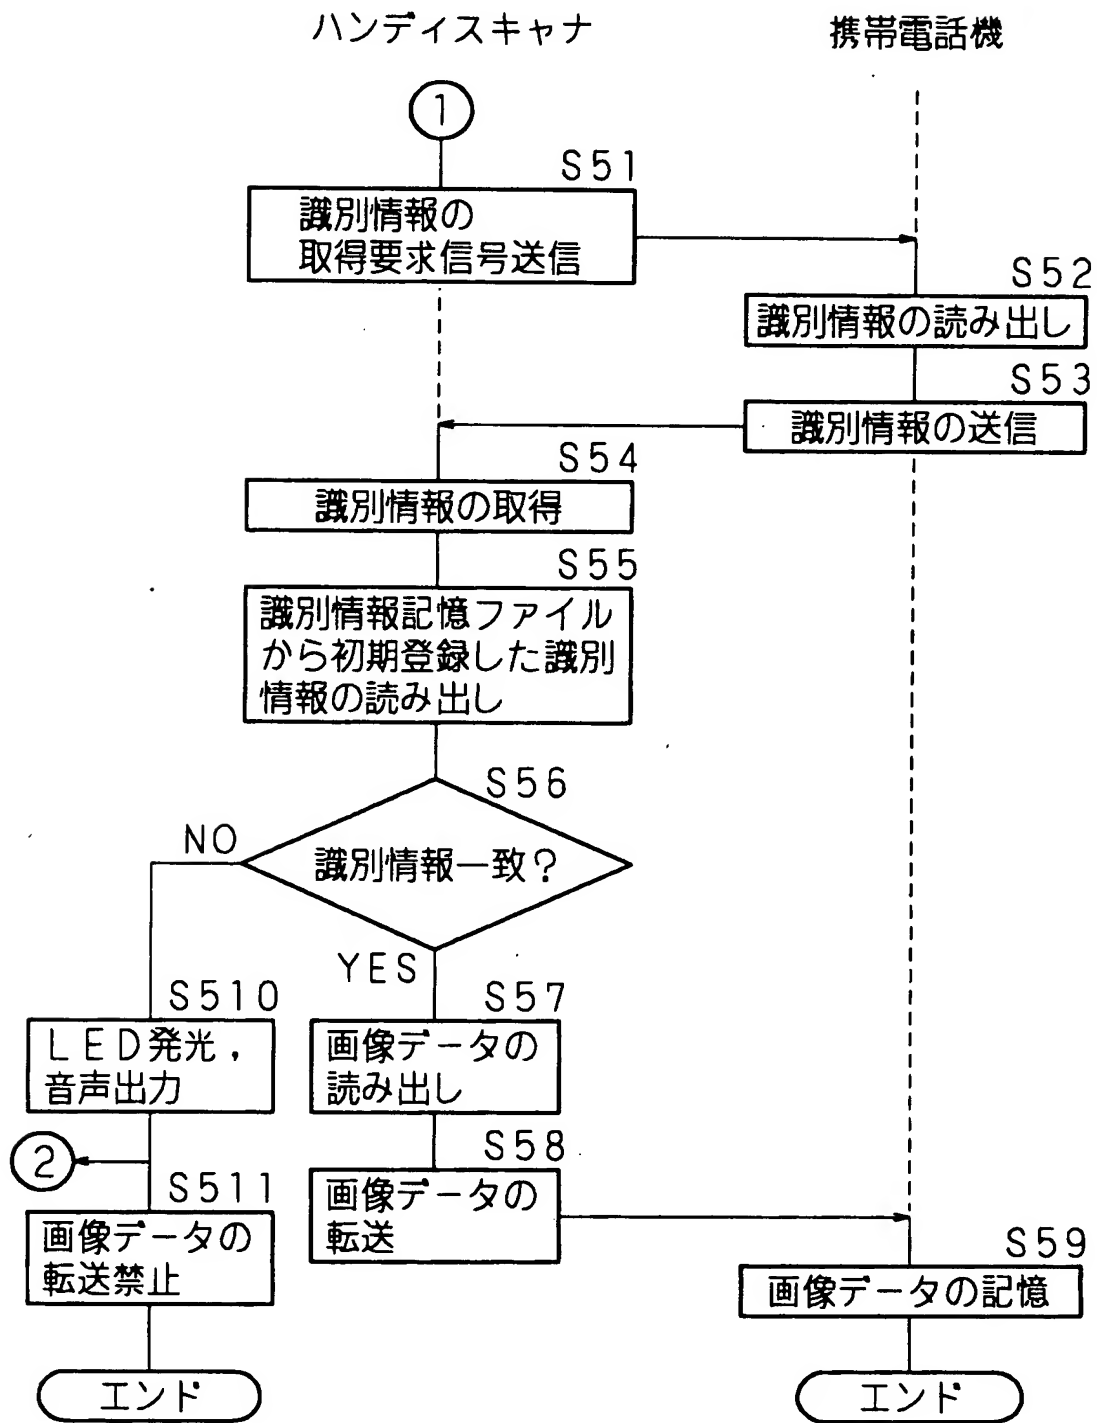 ハンディスキャナ
携帯電話機
1
S51
識別情報の
取得要求信号送信
S52
識別情報の読み出し
S53
識別情報の送信
S54
識別情報の取得
S55
識別情報記憶ファイル
から初期登録した識別
情報の読み出し
S56
識別情報一致?
NO
YES
S510
LED発光,
音声出力
S57
画像データの
読み出し
2
S58
画像データの
転送
S511
画像データの
転送禁止
S59
画像データの記憶
エンド
エンド